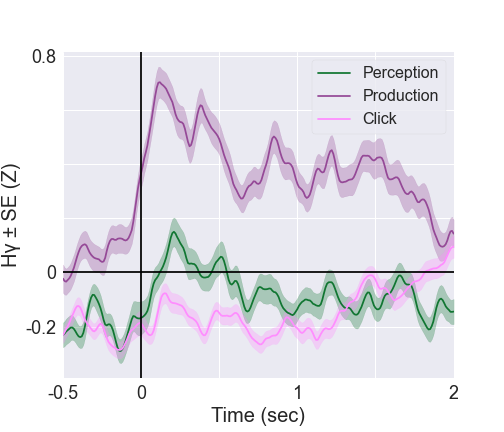 0.8
Perception
Production
Click
Hγ ± SE (Z)
0
-0.2
-0.5 0 1 2
Time (sec)